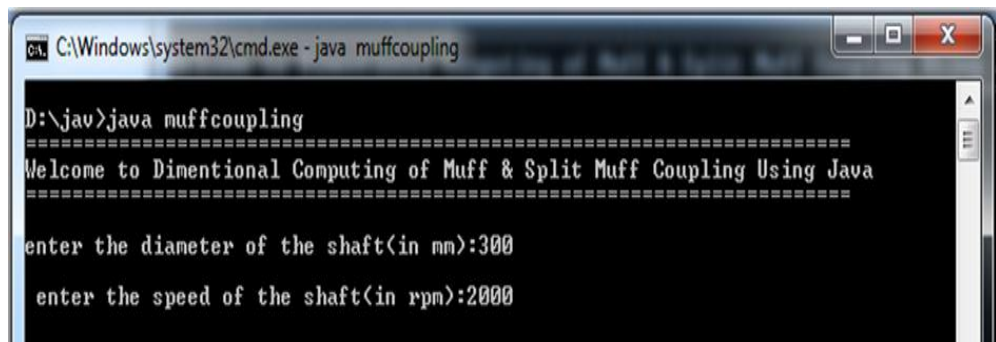 C:\Windows\system32\cmd.exe - java muffcoupling
D:\jav>java muffcoupling
=======================================================================
Welcome to Dimentional Computing of Muff & Split Muff Coupling Using Java
=======================================================================
enter the diameter of the shaft(in mm):300
enter the speed of the shaft(in rpm):2000